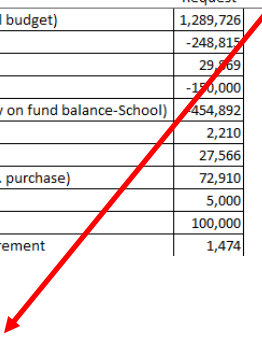 l budget) 1,289,726
-248,815
29,869
-150,000
on fund balance-School) -454,892
2,210
27,566
purchase) 72,910
5,000
100,000
rement 1,474